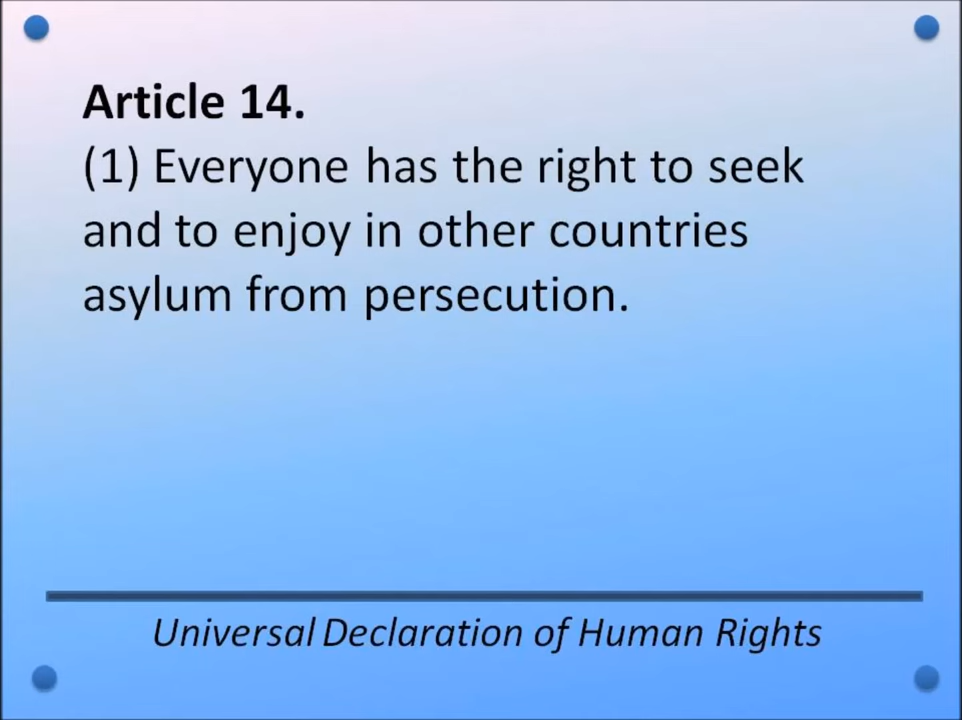 Article 14.
(1) Everyone has the right to seek
and to enjoy in other countries
asylum from persecution.
Universal Declaration of Human Rights